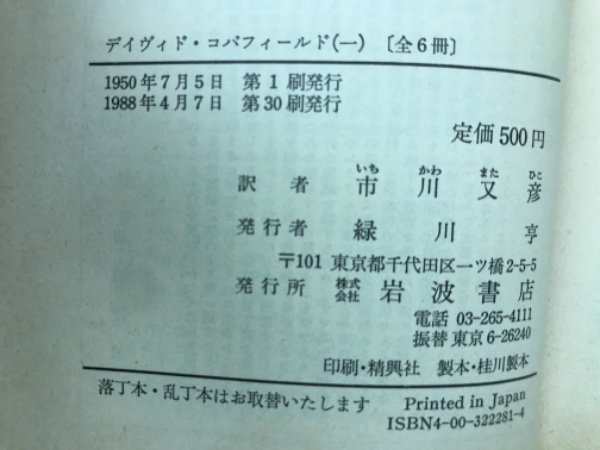 デイヴィド・コパフィールド(一) 〔全6冊〕
1950年7月5日 第1刷発行
1988年4月7日 第30刷発行
定価500円
いち かわ また ひこ
訳者 市川又彦
発行者 緑川亨
〒101 東京都千代田区一ツ橋2-5-5
発行所 株式会社 岩波書店
電話 03-265-4111
振替東京6-26240
印刷・精興社 製本・桂川製本
落丁本・乱丁本はお取替いたします Printed in Japan
ISBN4-00-322281-4